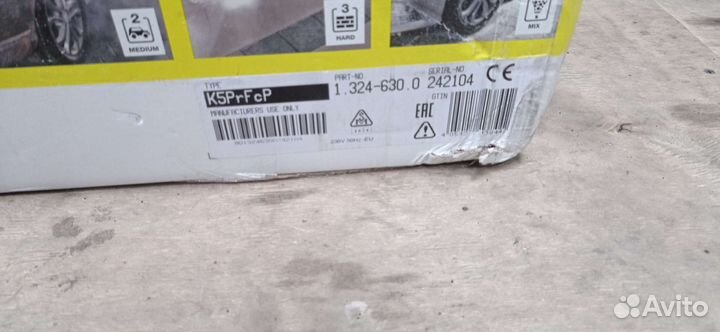 2
MEDIUM
3
HARD
MIX
TYPE PART-NO SERIAL-NO
K5PrFcP 1.324-630.0 242104 CE
MANUFACTURERS USE ONLY GTIN
EAC
230V 50Hz-EU
Avito